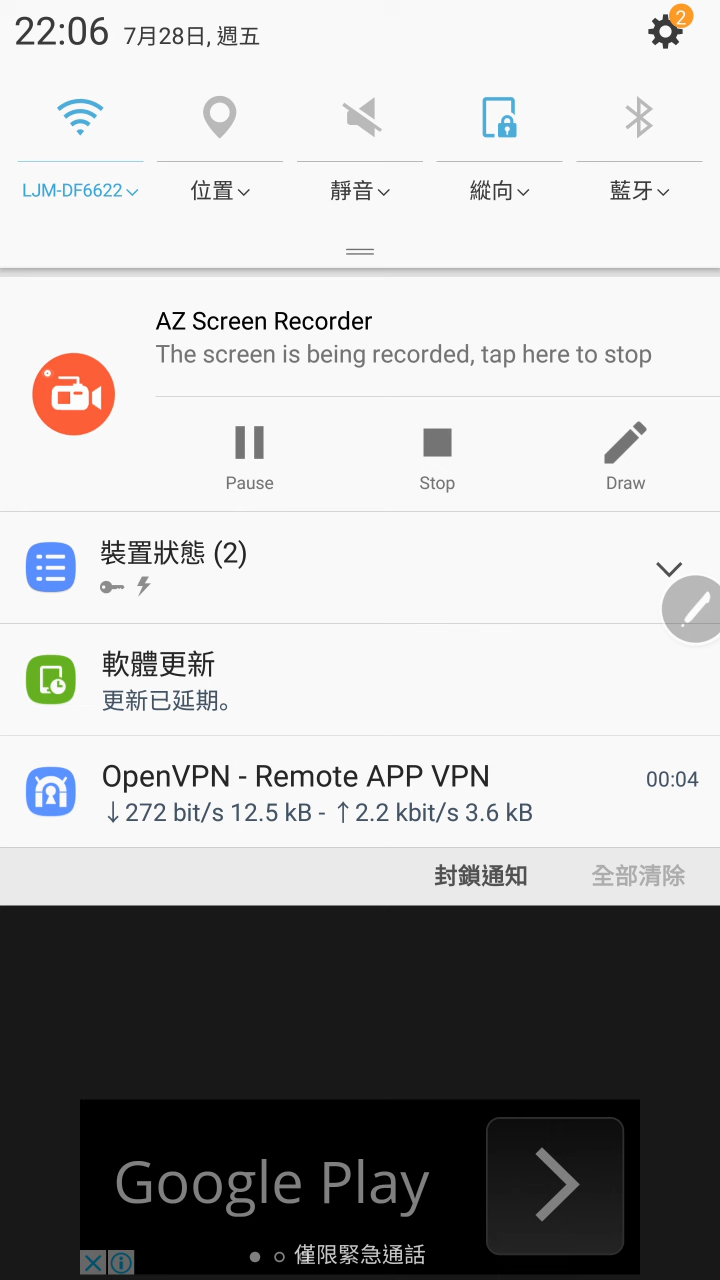 22:06 7月28日, 週五
2
LJM-DF6622 位置 靜音 縱向 藍牙
AZ Screen Recorder
The screen is being recorded, tap here to stop
Pause Stop Draw
裝置狀態 (2)
軟體更新
更新已延期。
OpenVPN - Remote APP VPN 00:04
↓272 bit/s 12.5 kB - ↑2.2 kbit/s 3.6 kB
封鎖通知 全部清除
Google Play
僅限緊急通話